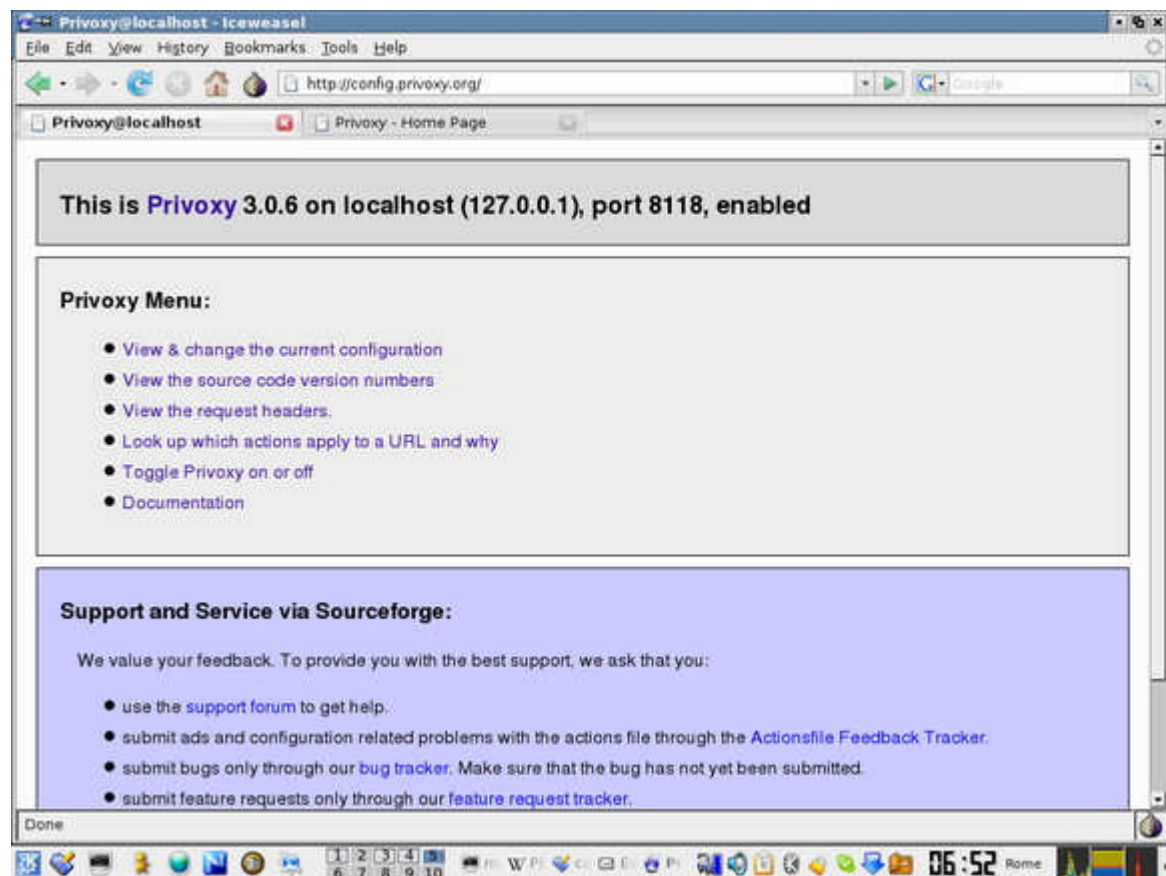 Privoxy@localhost - Iceweasel
File Edit View History Bookmarks Tools Help
http://config.privoxy.org/
Google
Privoxy@localhost
Privoxy - Home Page
This is Privoxy 3.0.6 on localhost (127.0.0.1), port 8118, enabled
Privoxy Menu:
View & change the current configuration
View the source code version numbers
View the request headers.
Look up which actions apply to a URL and why
Toggle Privoxy on or off
Documentation
Support and Service via Sourceforge:
We value your feedback. To provide you with the best support, we ask that you:
use the support forum to get help.
submit ads and configuration related problems with the actions file through the Actionsfile Feedback Tracker.
submit bugs only through our bug tracker. Make sure that the bug has not yet been submitted.
submit feature requests only through our feature request tracker.
Done
1 2 3 4 5
6 7 8 9 10
06:52 Rome